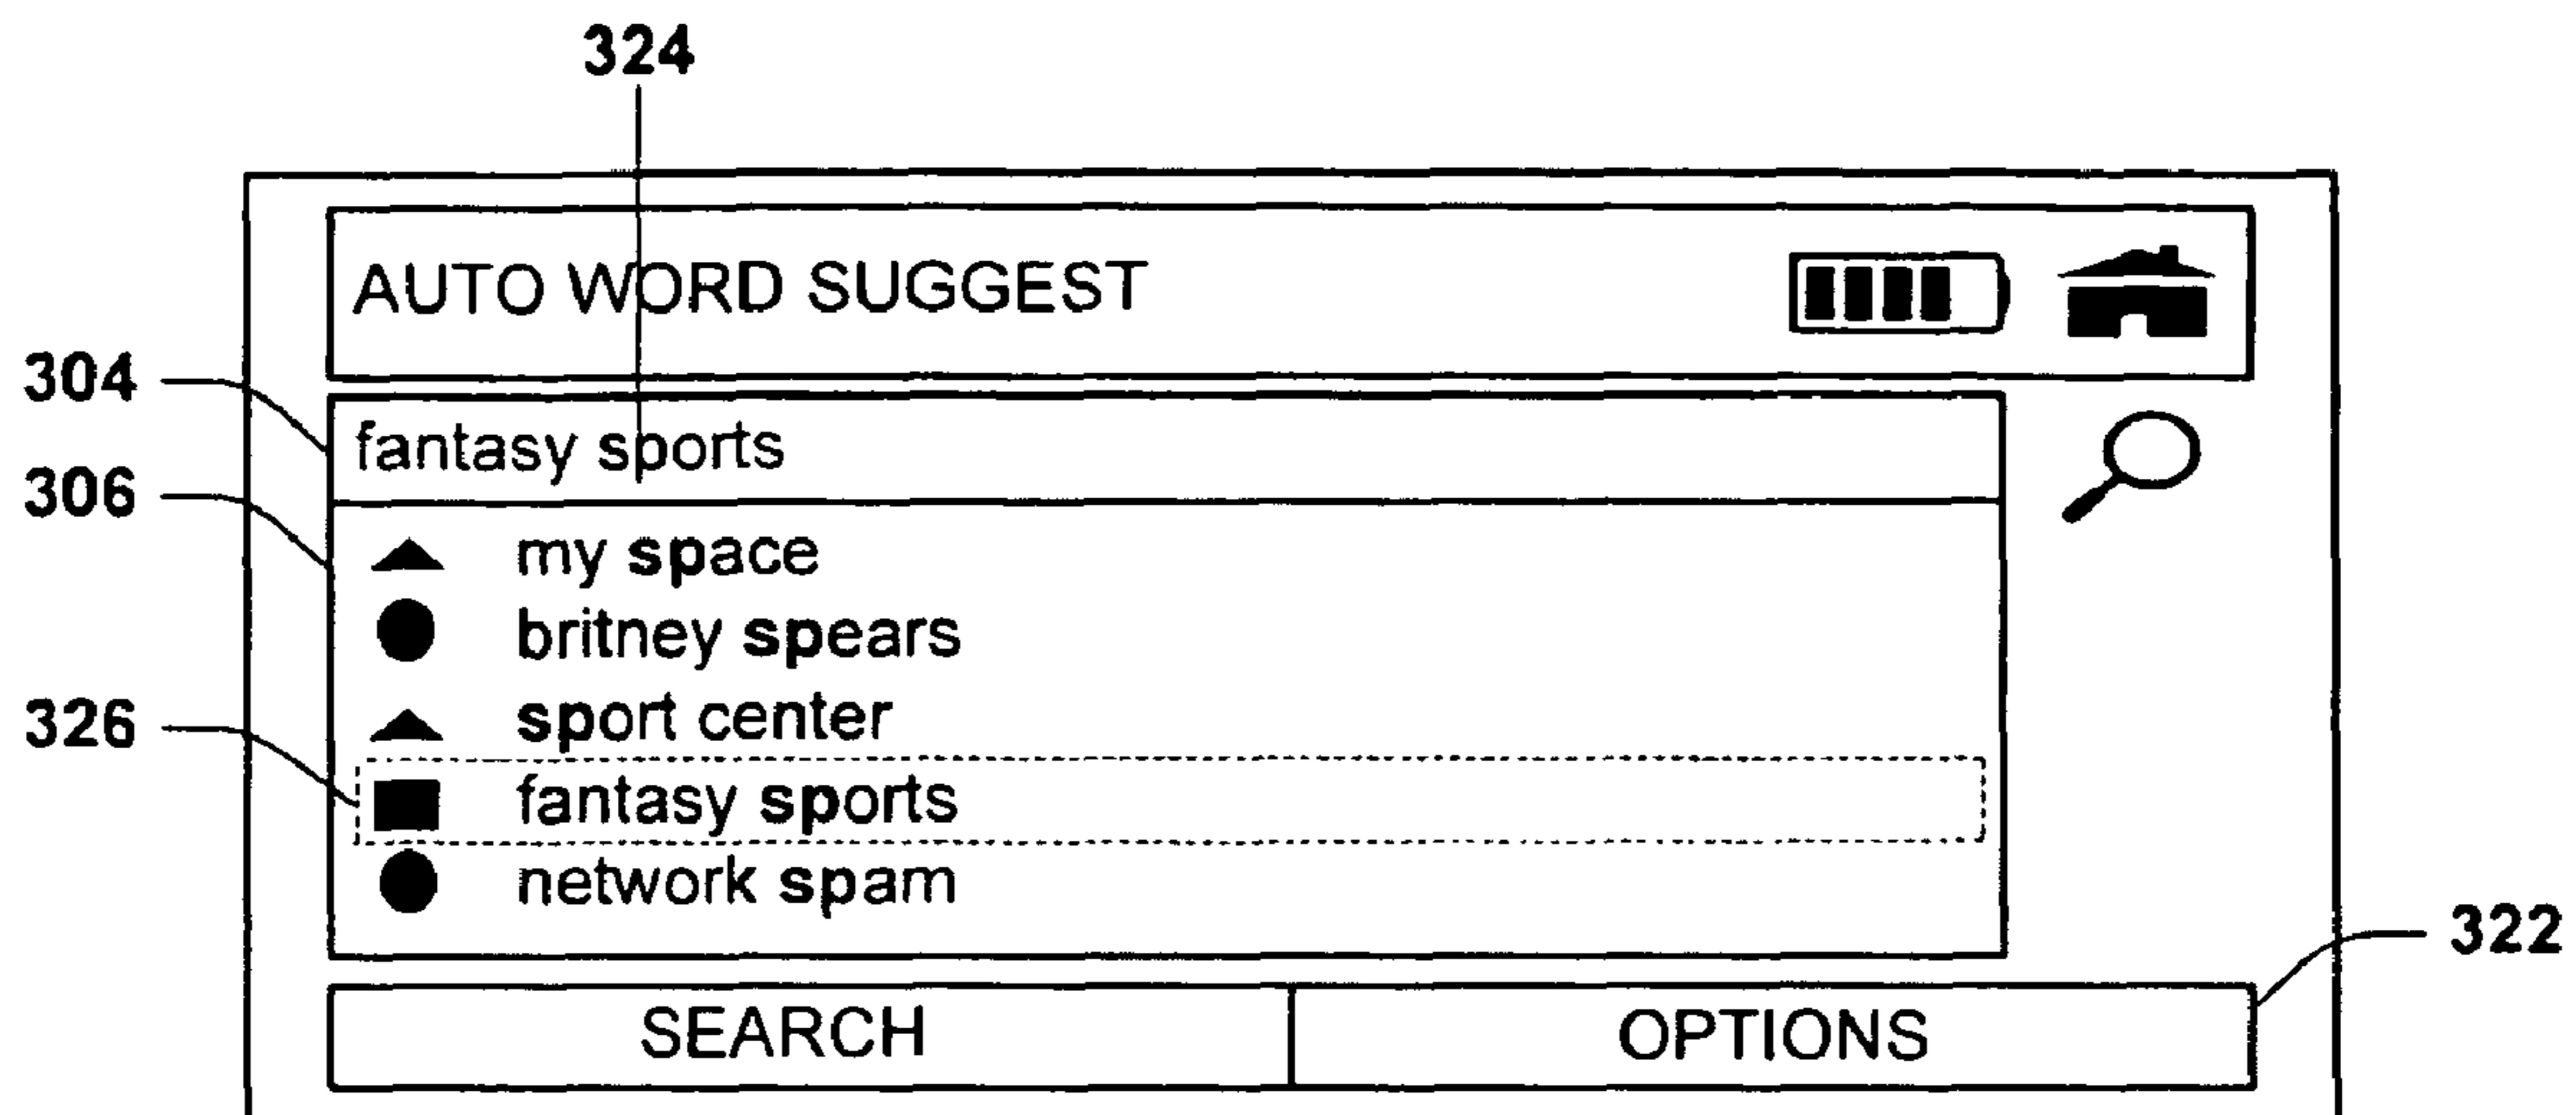 324
AUTO WORD SUGGEST
304
fantasy sports
306
my space
britney spears
sport center
326
fantasy sports
network spam
322
SEARCH OPTIONS